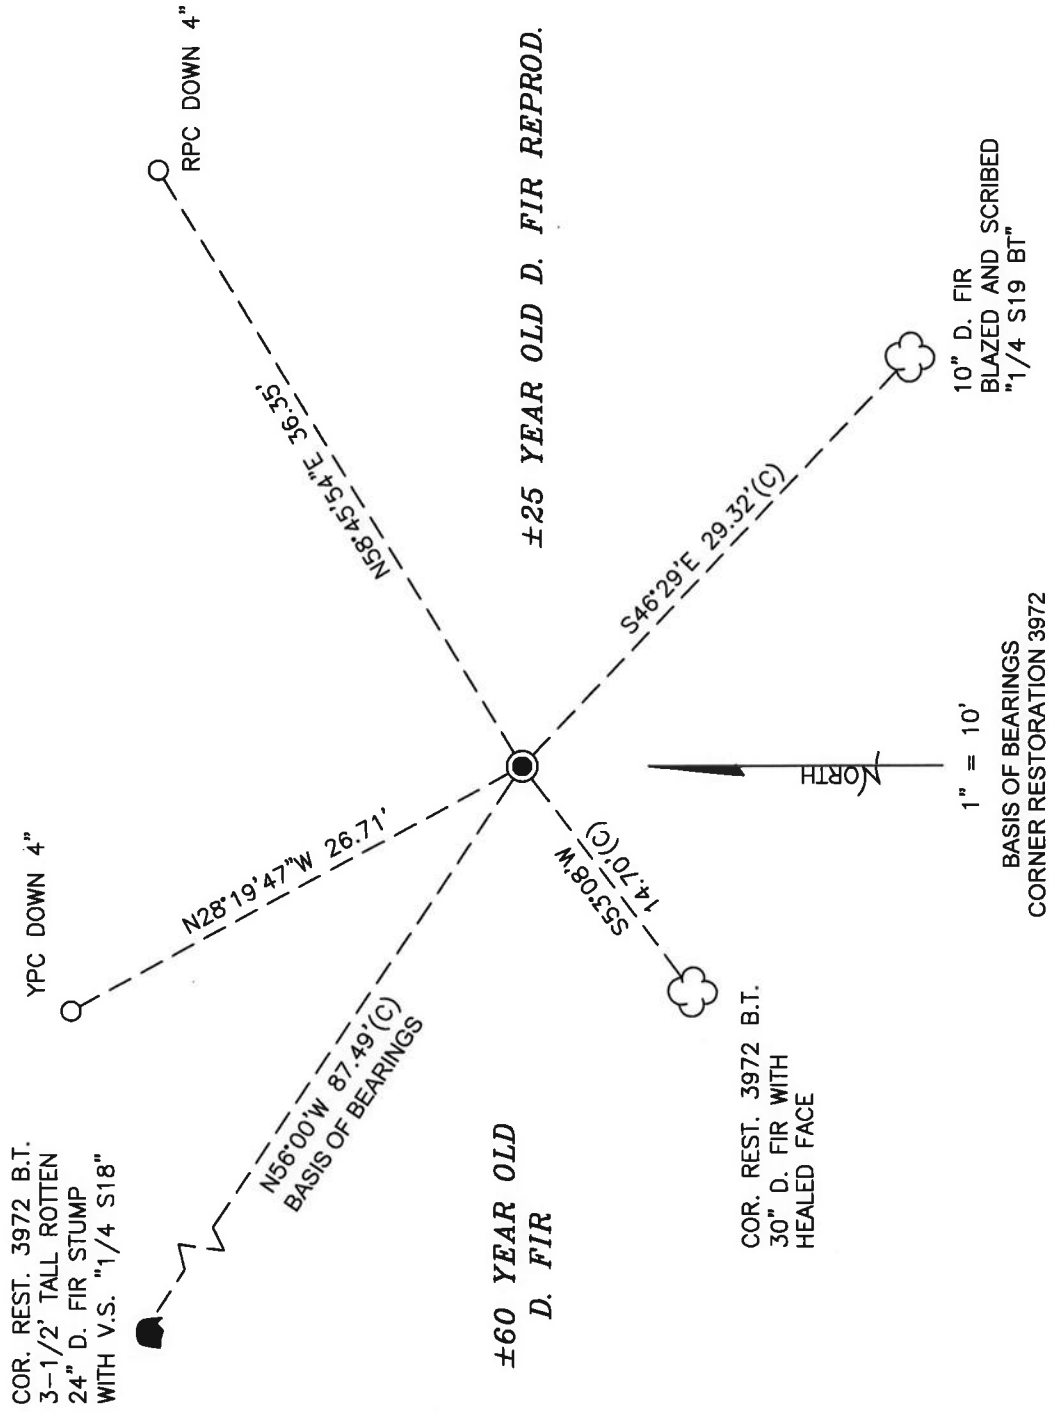 COR. REST. 3972 B.T.
3-1/2' TALL ROTTEN
24" D. FIR STUMP
WITH V.S. "1/4 S18"
YPC DOWN 4"
RPC DOWN 4"
N28°19'47"W 26.71'
N58°45'54"E 36.35'
N56°00'W 87.49'(C)
BASIS OF BEARINGS
±60 YEAR OLD
D. FIR
±25 YEAR OLD D. FIR REPROD.
S53°08'W
14.70'(C)
S46°29'E 29.32'(C)
COR. REST. 3972 B.T.
30" D. FIR WITH
HEALED FACE
NORTH
10" D. FIR
BLAZED AND SCRIBED
"1/4 S19 BT"
1" = 10'
BASIS OF BEARINGS
CORNER RESTORATION 3972